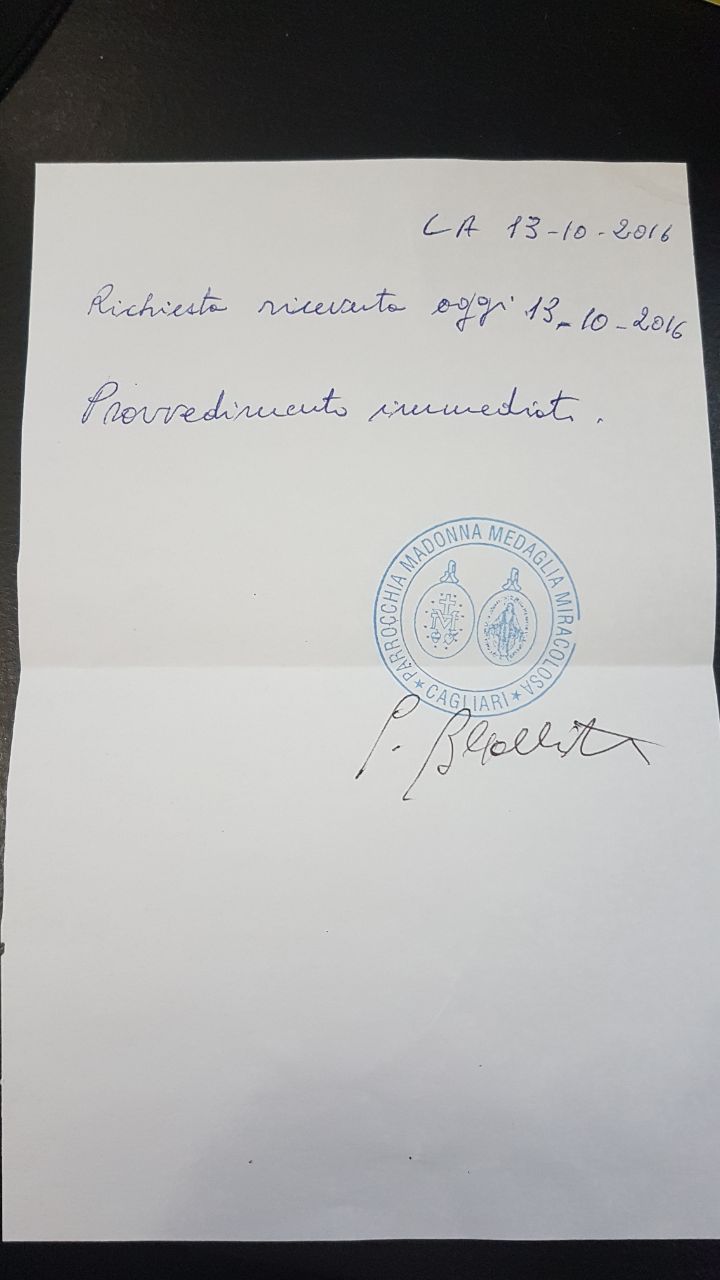 CA 13-10-2016
Richiesta ricevuta oggi 13-10-2016
Provvedimento immediato.
PARROCCHIA MADONNA MEDAGLIA MIRACOLOSA
★ CAGLIARI ★
M
P.